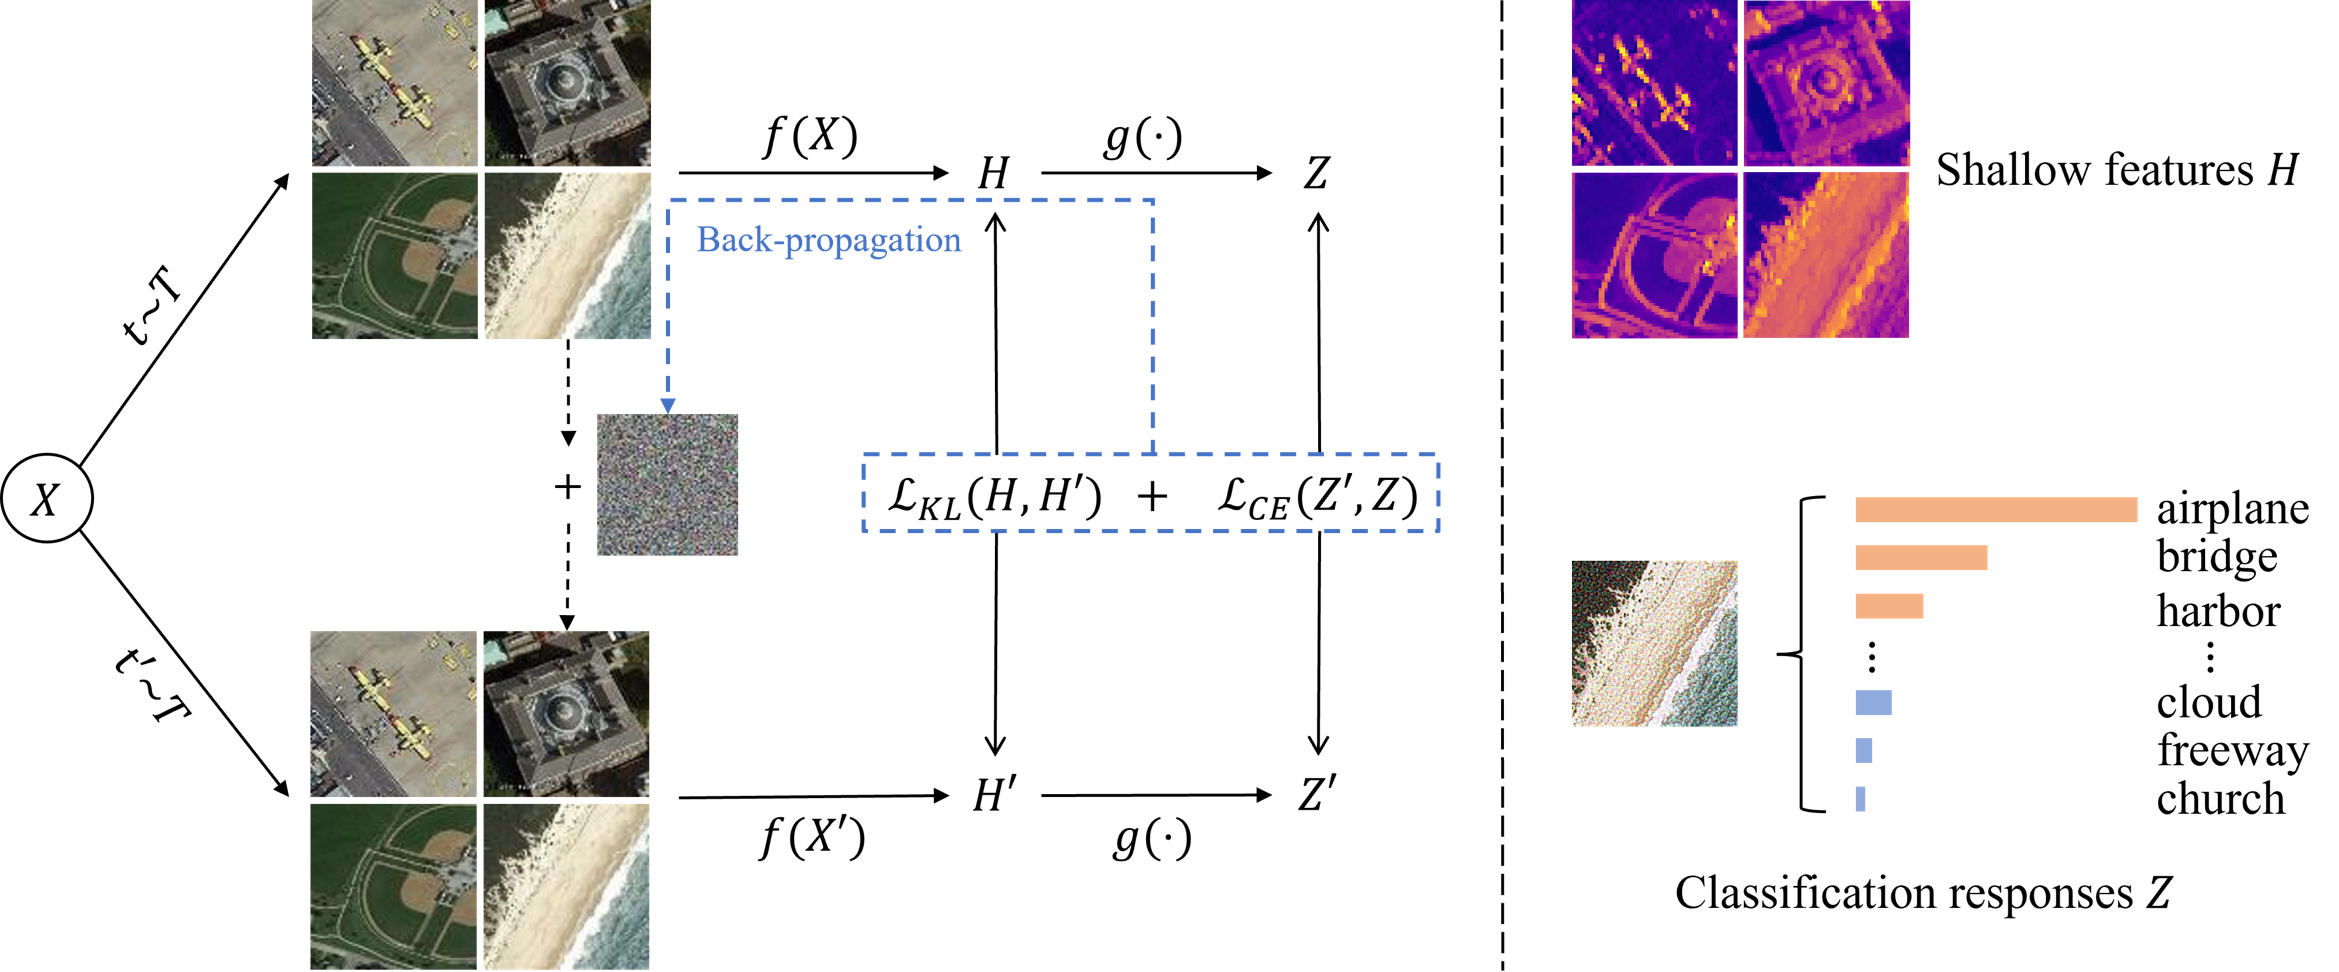 f(X)
g(·)
H
Z
Shallow features H
Back-propagation
t~T
X
+
ℒ_KL(H, H′) + ℒ_CE(Z′, Z)
airplane
bridge
harbor
⋮ ⋮
cloud
freeway
church
t′~T
H′
Z′
f(X′)
g(·)
Classification responses Z